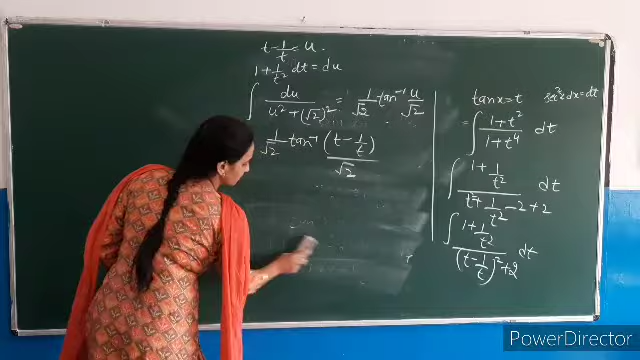 t - 1/t = u.
1 + 1/t² dt = du
∫ du / (u² + (√2)²) = 1/√2 tan⁻¹ u/√2
1/√2 tan⁻¹ (t - 1/t)/√2
tan x = t sec²x dx = dt
= ∫ (1 + t²)/(1 + t⁴) dt
∫ (1 + 1/t²)/(t² + 1/t² - 2 + 2) dt
∫ (1 + 1/t²)/((t - 1/t)² + 2) dt
PowerDirector